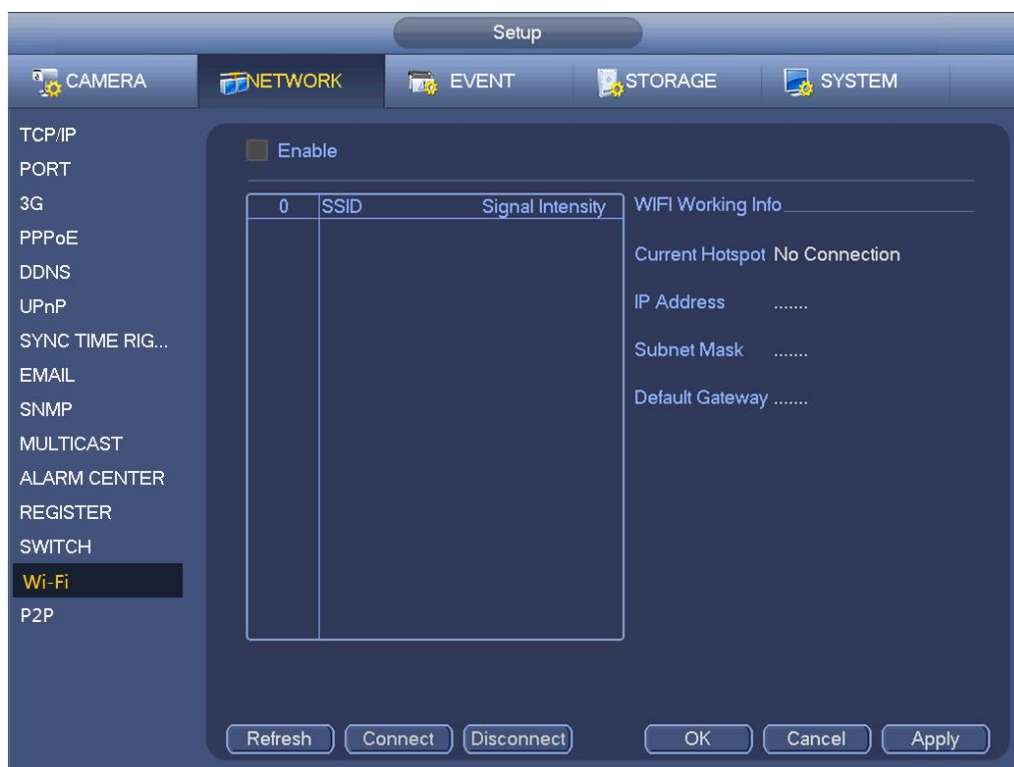 Setup
CAMERA NETWORK EVENT STORAGE SYSTEM
TCP/IP
PORT
3G
PPPoE
DDNS
UPnP
SYNC TIME RIG...
EMAIL
SNMP
MULTICAST
ALARM CENTER
REGISTER
SWITCH
Wi-Fi
P2P
Enable
0 SSID Signal Intensity
WIFI Working Info
Current Hotspot No Connection
IP Address .......
Subnet Mask .......
Default Gateway .......
Refresh Connect Disconnect OK Cancel Apply